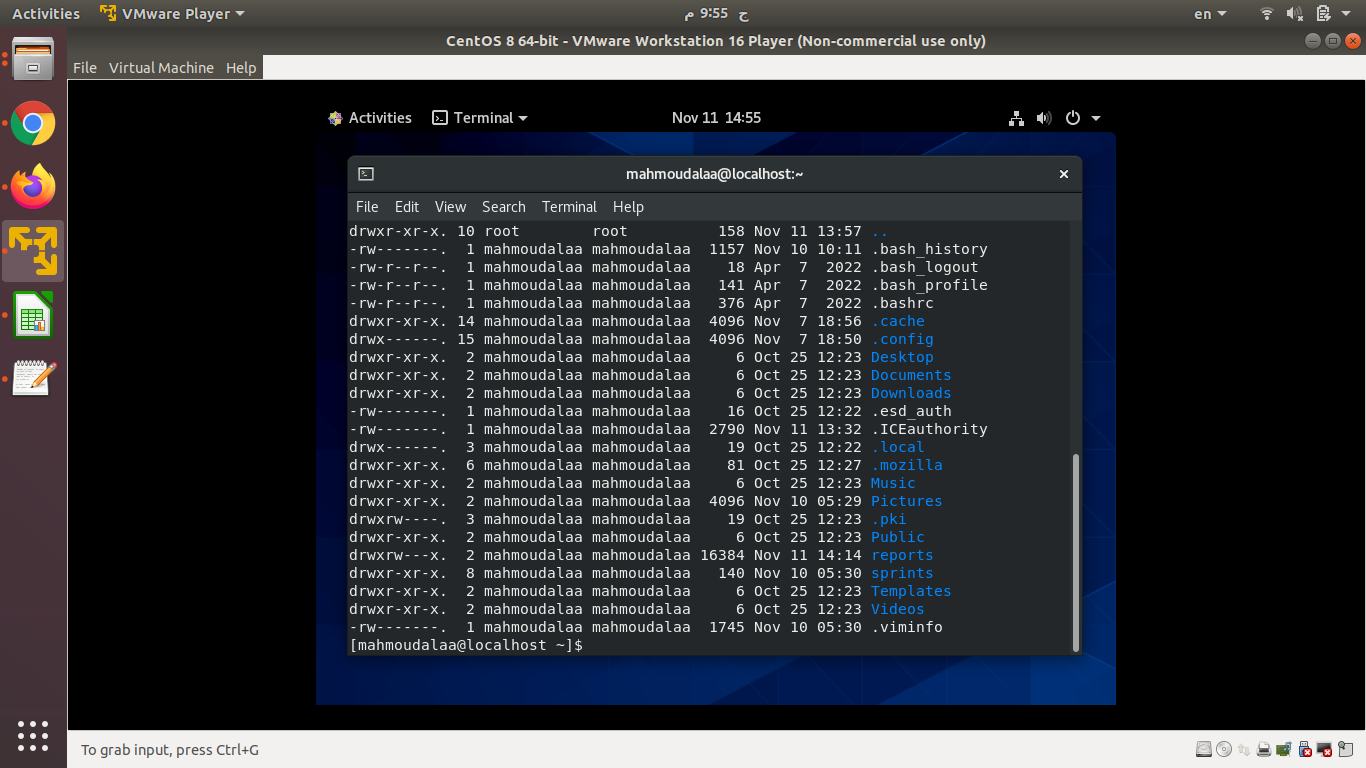 Activities VMware Player ح 9:55 م en
CentOS 8 64-bit - VMware Workstation 16 Player (Non-commercial use only)
File Virtual Machine Help
Activities Terminal Nov 11 14:55
mahmoudalaa@localhost:~
File Edit View Search Terminal Help
drwxr-xr-x. 10 root        root          158 Nov 11 13:57 ..
-rw-------.  1 mahmoudalaa mahmoudalaa  1157 Nov 10 10:11 .bash_history
-rw-r--r--.  1 mahmoudalaa mahmoudalaa    18 Apr  7  2022 .bash_logout
-rw-r--r--.  1 mahmoudalaa mahmoudalaa   141 Apr  7  2022 .bash_profile
-rw-r--r--.  1 mahmoudalaa mahmoudalaa   376 Apr  7  2022 .bashrc
drwxr-xr-x. 14 mahmoudalaa mahmoudalaa  4096 Nov  7 18:56 .cache
drwx------. 15 mahmoudalaa mahmoudalaa  4096 Nov  7 18:50 .config
drwxr-xr-x.  2 mahmoudalaa mahmoudalaa     6 Oct 25 12:23 Desktop
drwxr-xr-x.  2 mahmoudalaa mahmoudalaa     6 Oct 25 12:23 Documents
drwxr-xr-x.  2 mahmoudalaa mahmoudalaa     6 Oct 25 12:23 Downloads
-rw-------.  1 mahmoudalaa mahmoudalaa    16 Oct 25 12:22 .esd_auth
-rw-------.  1 mahmoudalaa mahmoudalaa  2790 Nov 11 13:32 .ICEauthority
drwx------.  3 mahmoudalaa mahmoudalaa    19 Oct 25 12:22 .local
drwxr-xr-x.  6 mahmoudalaa mahmoudalaa    81 Oct 25 12:27 .mozilla
drwxr-xr-x.  2 mahmoudalaa mahmoudalaa     6 Oct 25 12:23 Music
drwxr-xr-x.  2 mahmoudalaa mahmoudalaa  4096 Nov 10 05:29 Pictures
drwxrw----.  3 mahmoudalaa mahmoudalaa    19 Oct 25 12:23 .pki
drwxr-xr-x.  2 mahmoudalaa mahmoudalaa     6 Oct 25 12:23 Public
drwxrw---x.  2 mahmoudalaa mahmoudalaa 16384 Nov 11 14:14 reports
drwxr-xr-x.  8 mahmoudalaa mahmoudalaa   140 Nov 10 05:30 sprints
drwxr-xr-x.  2 mahmoudalaa mahmoudalaa     6 Oct 25 12:23 Templates
drwxr-xr-x.  2 mahmoudalaa mahmoudalaa     6 Oct 25 12:23 Videos
-rw-------.  1 mahmoudalaa mahmoudalaa  1745 Nov 10 05:30 .viminfo
[mahmoudalaa@localhost ~]$
To grab input, press Ctrl+G